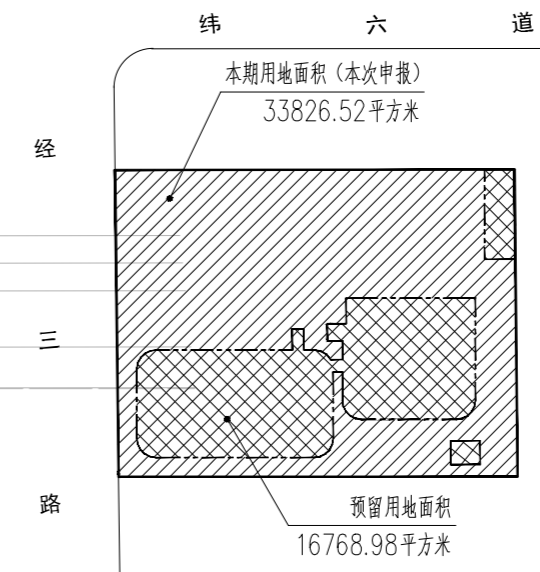 纬六道
本期用地面积（本次申报）
33826.52平方米
经三路
预留用地面积
16768.98平方米